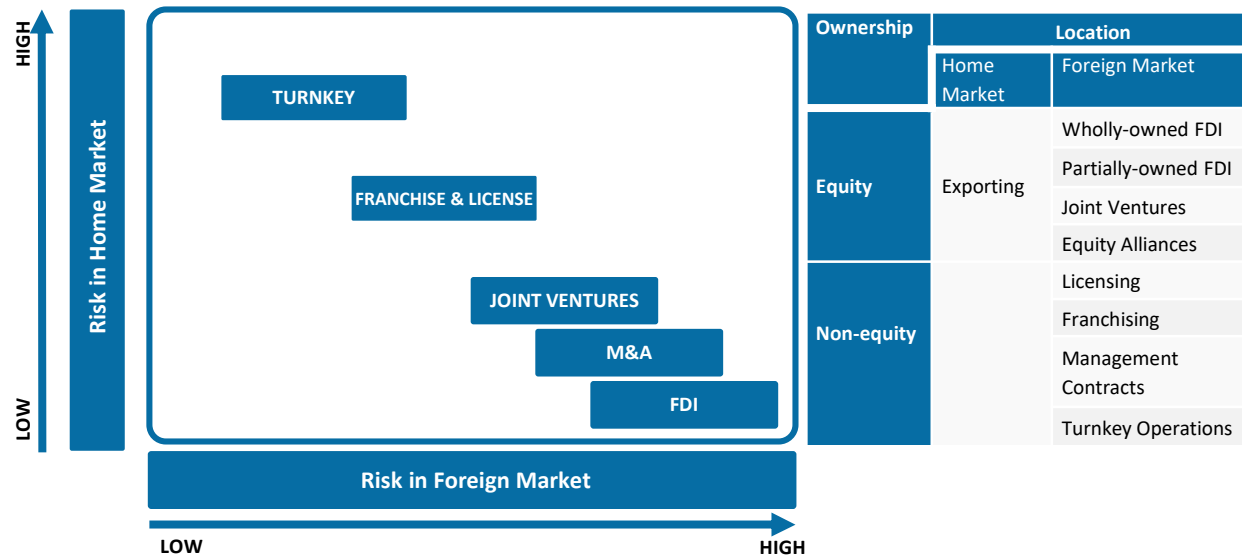 HIGH
LOW
Risk in Home Market
TURNKEY
FRANCHISE & LICENSE
JOINT VENTURES
M&A
FDI
Risk in Foreign Market
LOW
HIGH
Ownership
Location
Home
Market
Foreign Market
Equity
Exporting
Wholly-owned FDI
Partially-owned FDI
Joint Ventures
Equity Alliances
Non-equity
Licensing
Franchising
Management
Contracts
Turnkey Operations